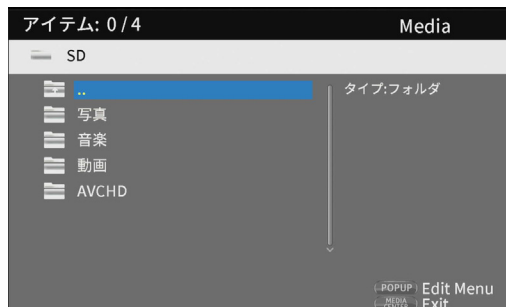 アイテム: 0/4
Media
SD
..
タイプ:フォルダ
写真
音楽
動画
AVCHD
POPUP Edit Menu
MEDIA CENTER Exit